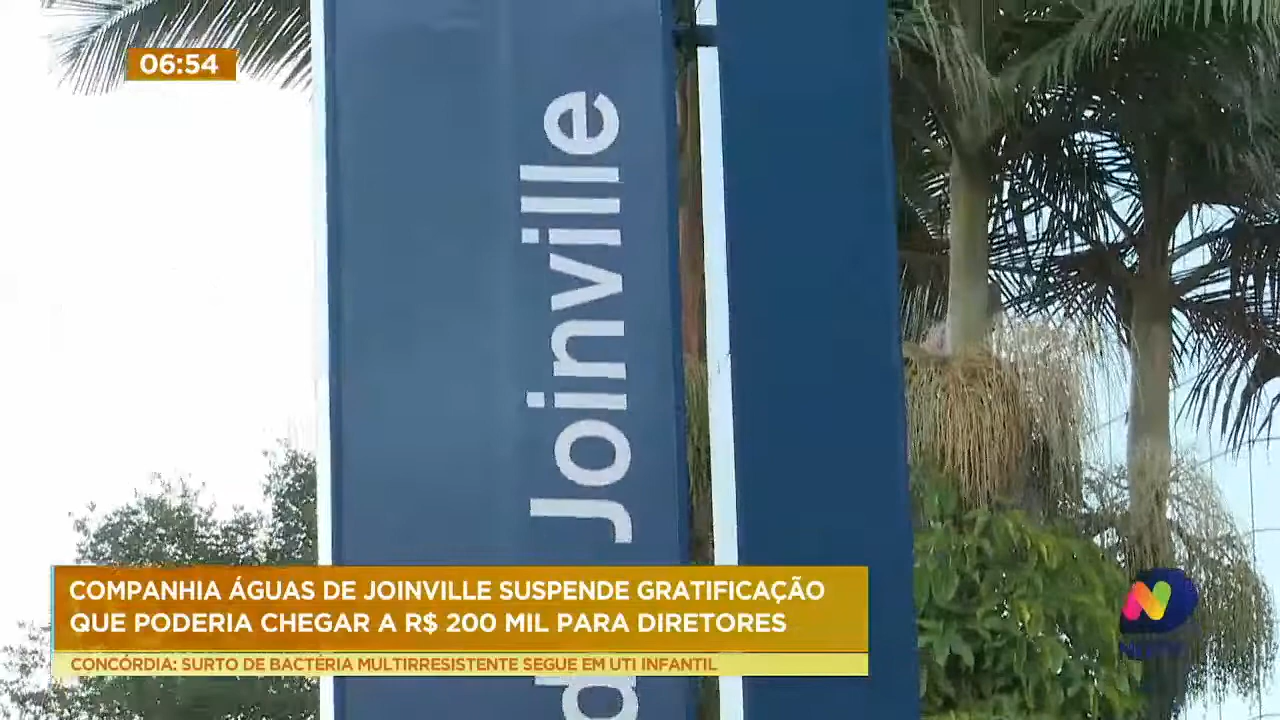 06:54
Joinville
COMPANHIA ÁGUAS DE JOINVILLE SUSPENDE GRATIFICAÇÃO
QUE PODERIA CHEGAR A R$ 200 MIL PARA DIRETORES
CONCÓRDIA: SURTO DE BACTÉRIA MULTIRRESISTENTE SEGUE EM UTI INFANTIL